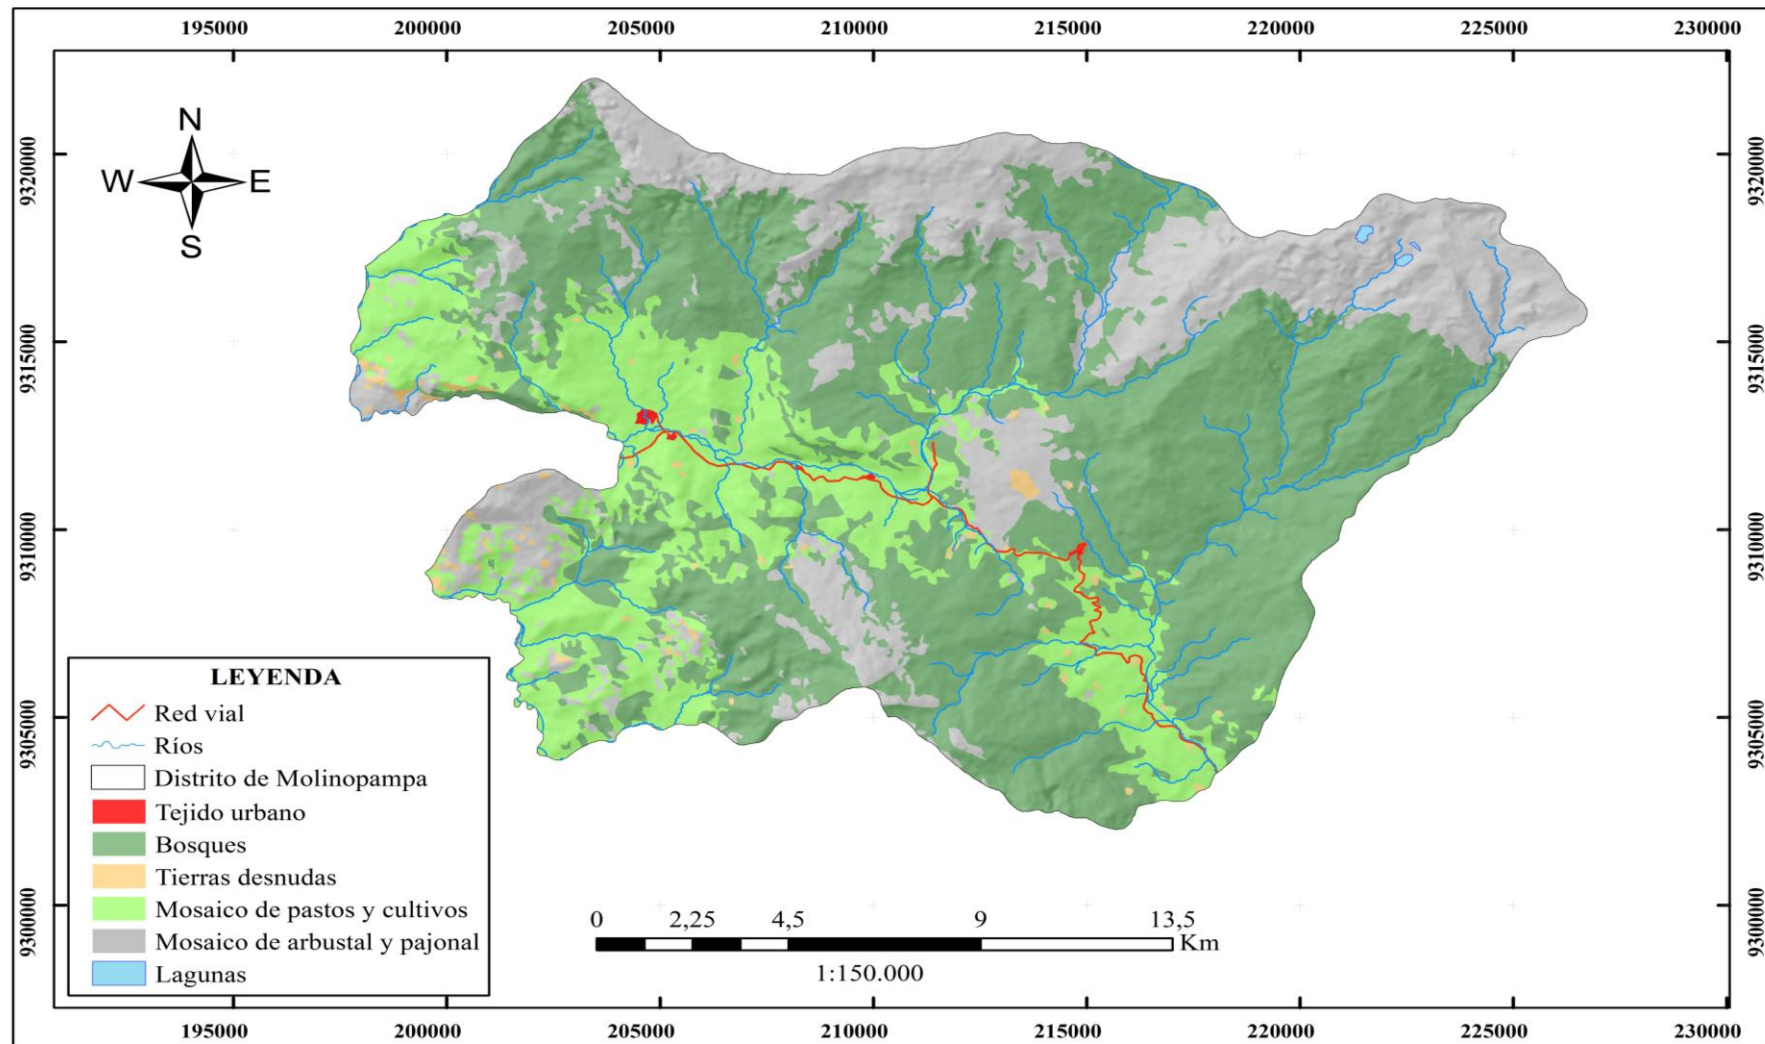 195000 200000 205000 210000 215000 220000 225000 230000
N
W E
S
9320000 9320000
9315000 9315000
9310000 9310000
9305000 9305000
9300000 9300000
LEYENDA
Red vial
Ríos
Distrito de Molinopampa
Tejido urbano
Bosques
Tierras desnudas
Mosaico de pastos y cultivos
Mosaico de arbustal y pajonal
Lagunas
0 2,25 4,5 9 13,5
Km
1:150.000
195000 200000 205000 210000 215000 220000 225000 230000